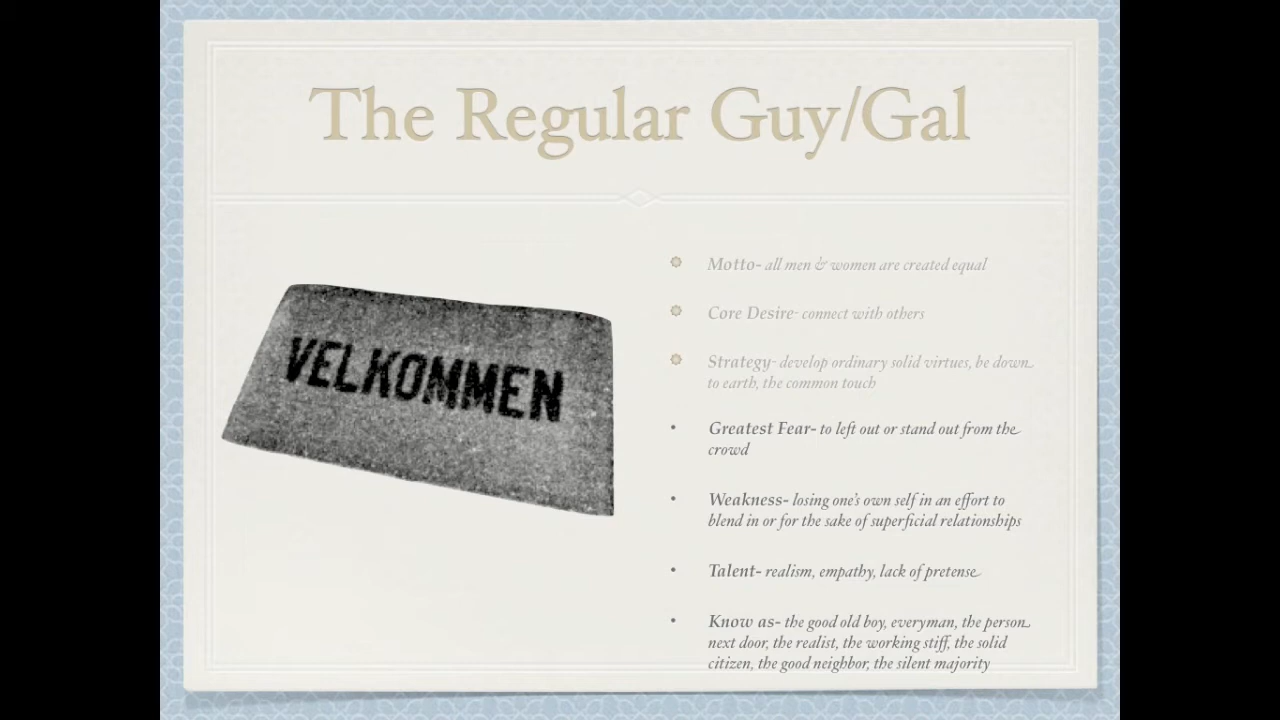 The Regular Guy/Gal
VELKOMMEN
Motto- all men & women are created equal
Core Desire- connect with others
Strategy- develop ordinary solid virtues, be down
to earth, the common touch
• Greatest Fear- to left out or stand out from the
crowd
• Weakness- losing one's own self in an effort to
blend in or for the sake of superficial relationships
• Talent- realism, empathy, lack of pretense
• Know as- the good old boy, everyman, the person
next door, the realist, the working stiff, the solid
citizen, the good neighbor, the silent majority